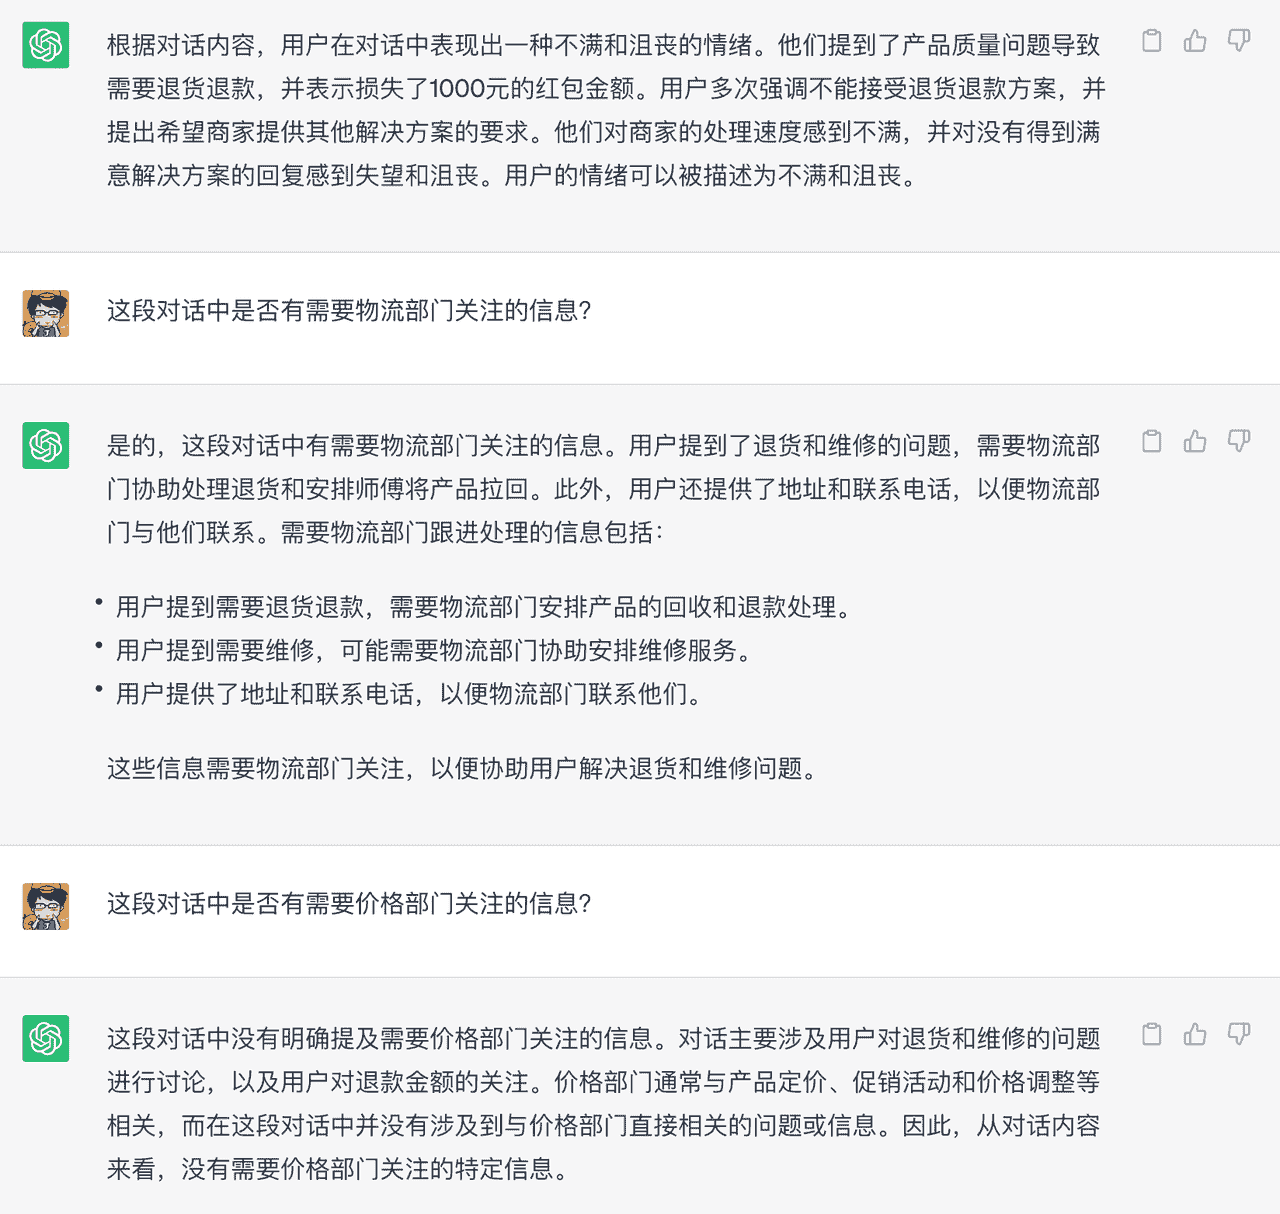 根据对话内容，用户在对话中表现出一种不满和沮丧的情绪。他们提到了产品质量问题导致
需要退货退款，并表示损失了1000元的红包金额。用户多次强调不能接受退货退款方案，并
提出希望商家提供其他解决方案的要求。他们对商家的处理速度感到不满，并对没有得到满
意解决方案的回复感到失望和沮丧。用户的情绪可以被描述为不满和沮丧。
这段对话中是否有需要物流部门关注的信息?
是的，这段对话中有需要物流部门关注的信息。用户提到了退货和维修的问题，需要物流部
门协助处理退货和安排师傅将产品拉回。此外，用户还提供了地址和联系电话，以便物流部
门与他们联系。需要物流部门跟进处理的信息包括：
• 用户提到需要退货退款，需要物流部门安排产品的回收和退款处理。
• 用户提到需要维修，可能需要物流部门协助安排维修服务。
• 用户提供了地址和联系电话，以便物流部门联系他们。
这些信息需要物流部门关注，以便协助用户解决退货和维修问题。
这段对话中是否有需要价格部门关注的信息?
这段对话中没有明确提及需要价格部门关注的信息。对话主要涉及用户对退货和维修的问题
进行讨论，以及用户对退款金额的关注。价格部门通常与产品定价、促销活动和价格调整等
相关，而在这段对话中并没有涉及到与价格部门直接相关的问题或信息。因此，从对话内容
来看，没有需要价格部门关注的特定信息。